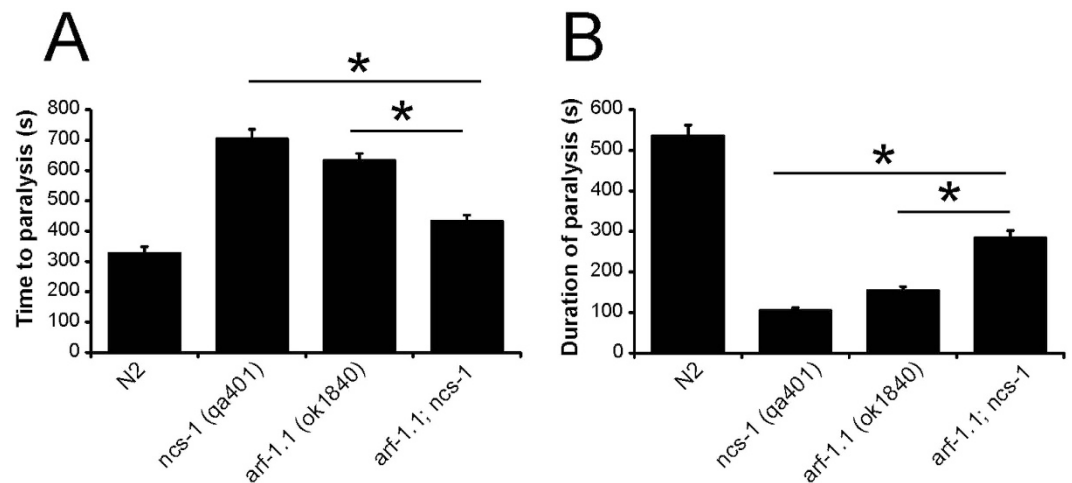 A
B
*
*
Time to paralysis (s)
800
700
600
500
400
300
200
100
0
N2
ncs-1 (qa401)
arf-1.1 (ok1840)
arf-1.1; ncs-1
*
*
Duration of paralysis (s)
600
500
400
300
200
100
0
N2
ncs-1 (qa401)
arf-1.1 (ok1840)
arf-1.1; ncs-1